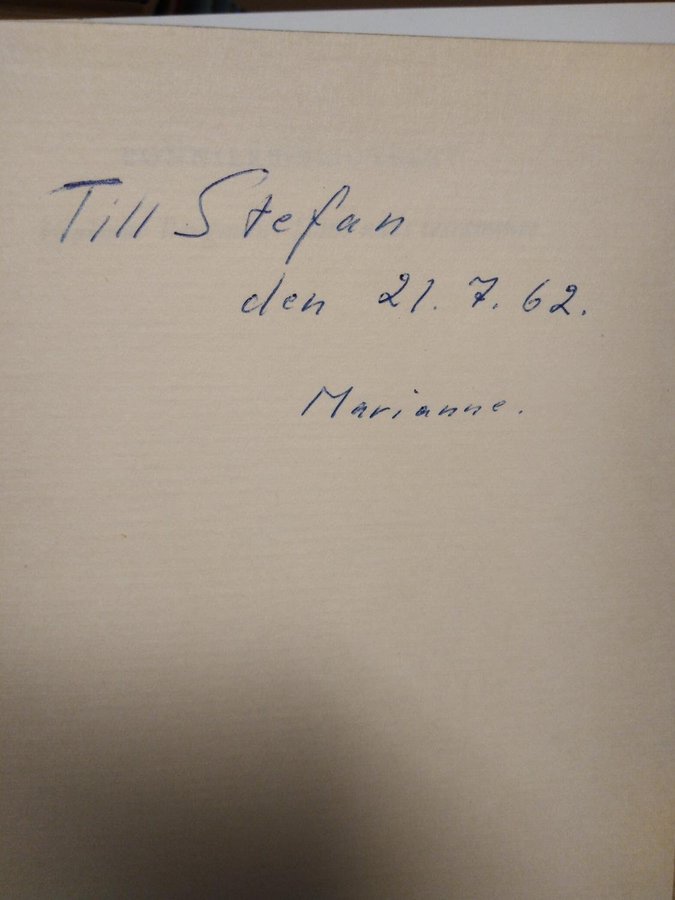 Till Stefan
den 21.7.62.
Marianne.